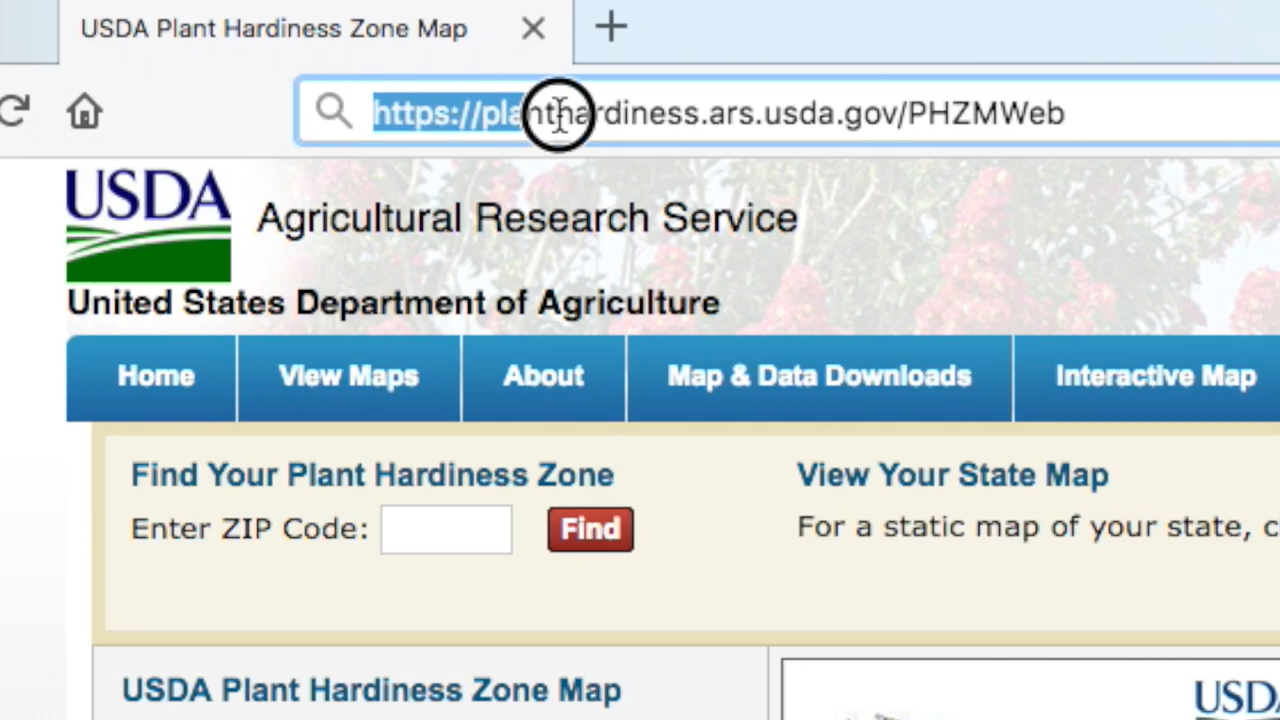 USDA Plant Hardiness Zone Map
https://planthardiness.ars.usda.gov/PHZMWeb
USDA
Agricultural Research Service
United States Department of Agriculture
Home
View Maps
About
Map & Data Downloads
Interactive Map
Find Your Plant Hardiness Zone
View Your State Map
Enter ZIP Code:
Find
For a static map of your state, c
USDA Plant Hardiness Zone Map
USDA